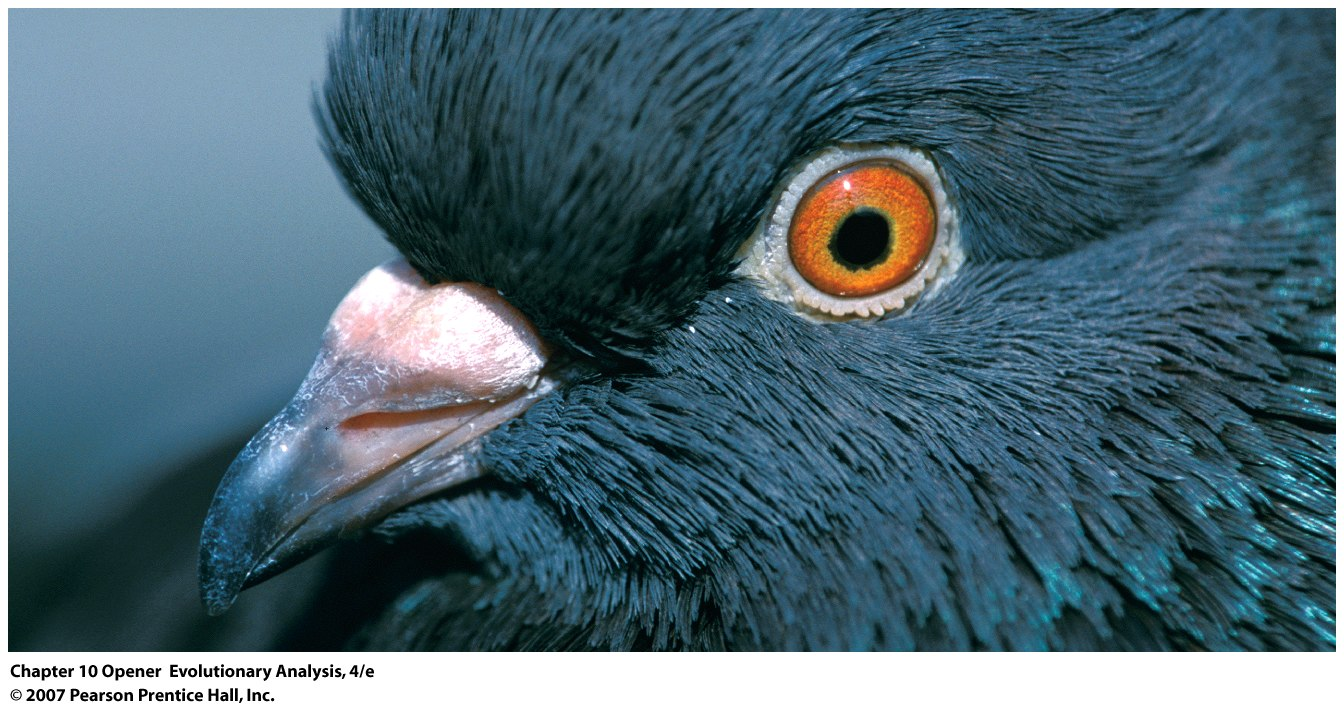 Chapter 10 Opener  Evolutionary Analysis, 4/e
© 2007 Pearson Prentice Hall, Inc.